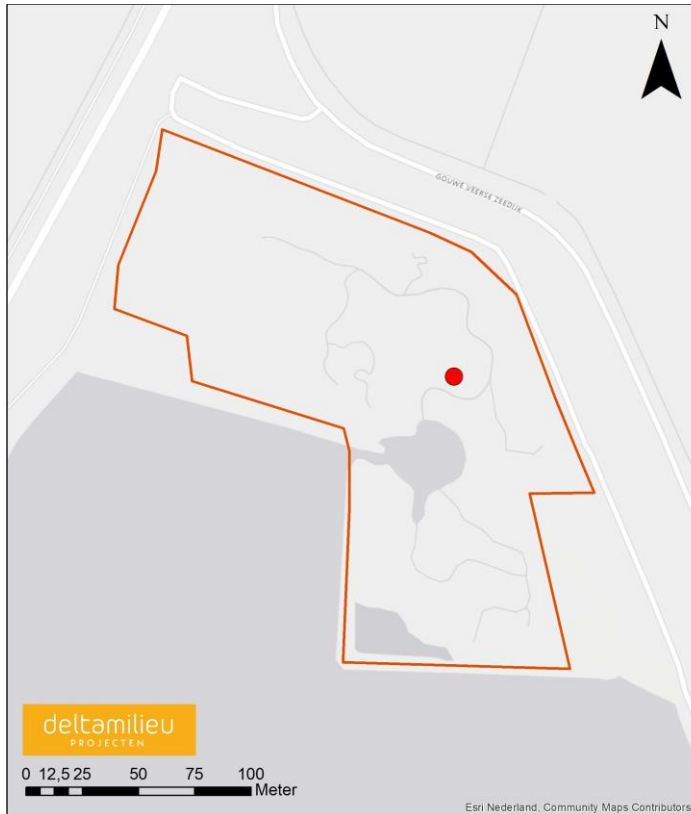 N
GOUWE VEERSE ZEEDIJK
deltamilieu
PROJECTEN
0 12,5 25 50 75 100
Meter
Esri Nederland, Community Maps Contributors